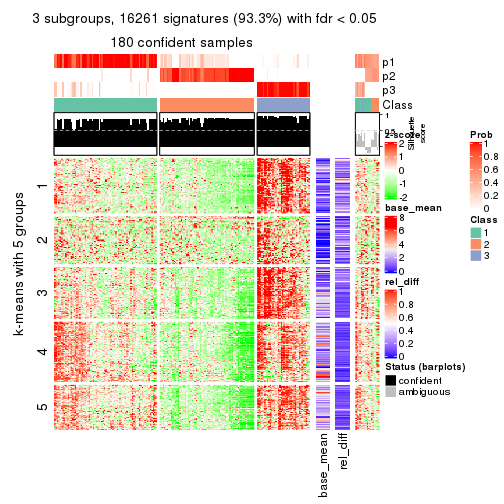 3 subgroups, 16261 signatures (93.3%) with fdr < 0.05
180 confident samples
p1
p2
p3
Class
1
0.5
Silhouette
score
k-means with 5 groups
1
2
3
4
5
base_mean
rel_diff
z-score
2
1
0
-1
-2
base_mean
8
6
4
2
0
rel_diff
1
0.8
0.6
0.4
0.2
0
Status (barplots)
confident
ambiguous
Prob
1
0.8
0.6
0.4
0.2
0
Class
1
2
3